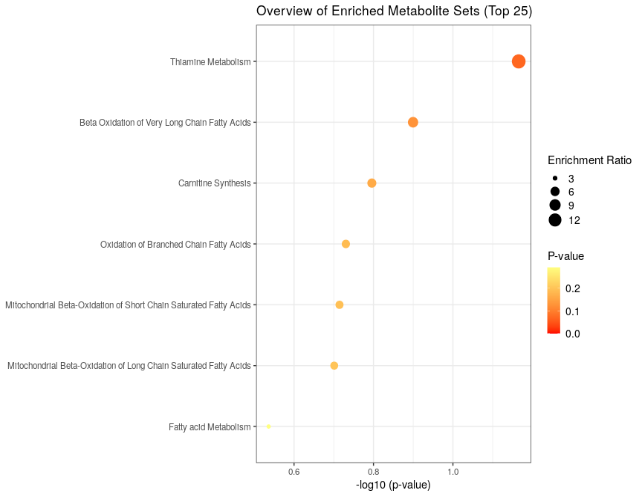 Overview of Enriched Metabolite Sets (Top 25)
Thiamine Metabolism
Beta Oxidation of Very Long Chain Fatty Acids
Carnitine Synthesis
Oxidation of Branched Chain Fatty Acids
Mitochondrial Beta-Oxidation of Short Chain Saturated Fatty Acids
Mitochondrial Beta-Oxidation of Long Chain Saturated Fatty Acids
Fatty acid Metabolism
0.6 0.8 1.0
-log10 (p-value)
Enrichment Ratio
3
6
9
12
P-value
0.2
0.1
0.0